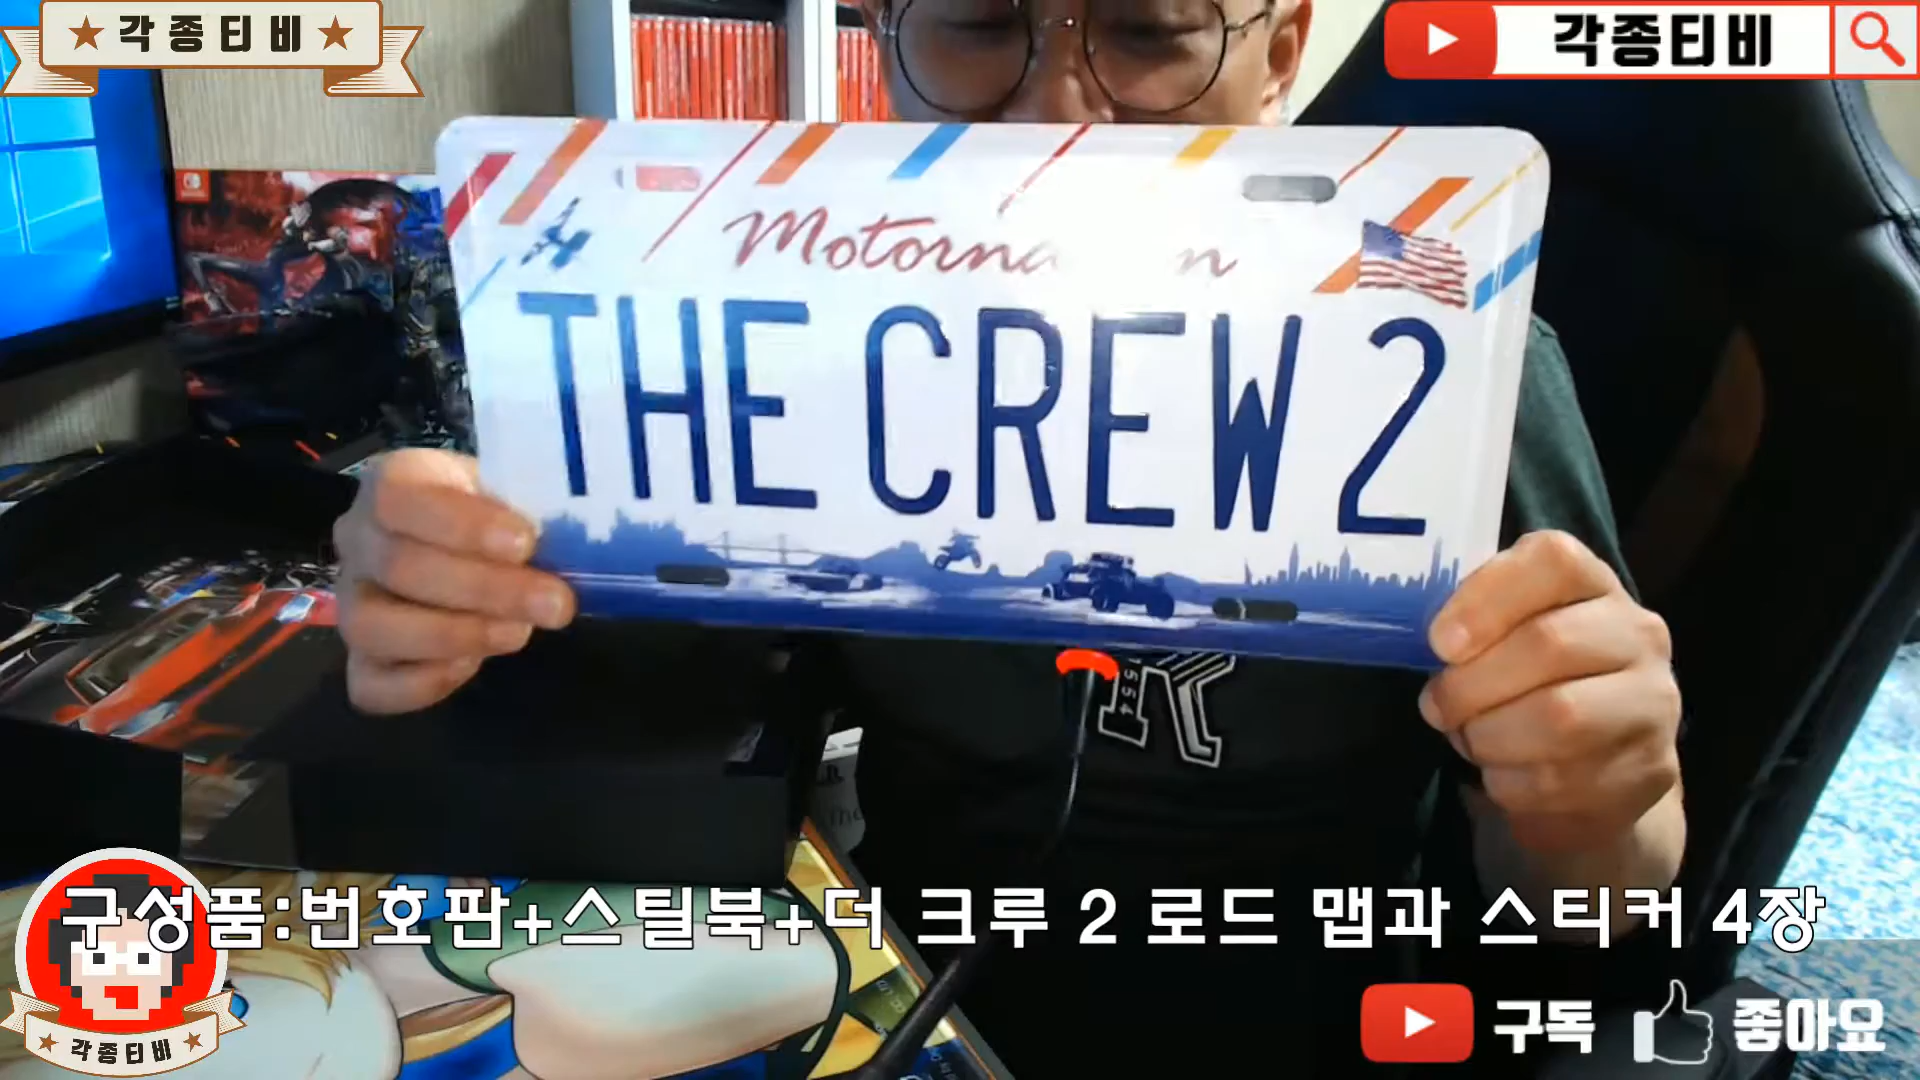 각종티비
각종티비
THE CREW 2
1554
구성품:번호판+스틸북+더 크루 2 로드 맵과 스티커 4장
각종티비
구독 좋아요